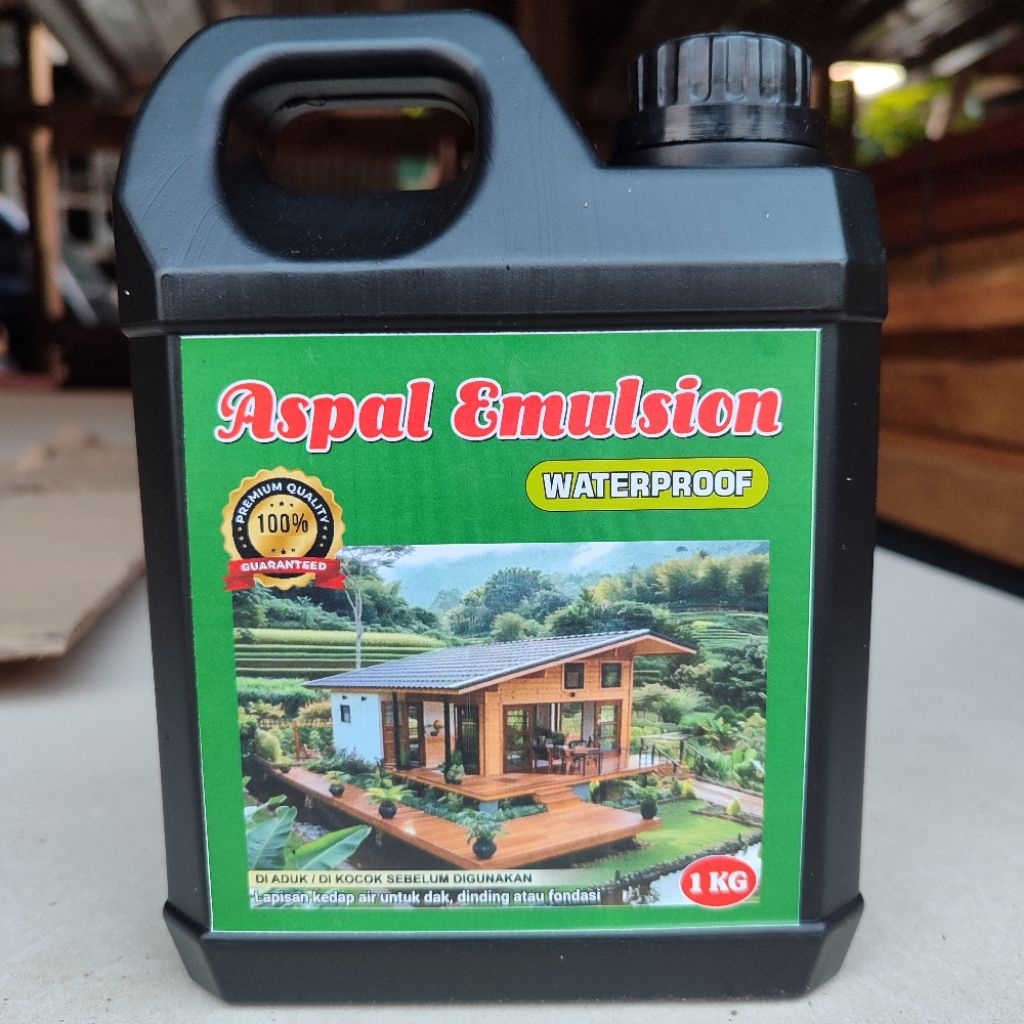 Aspal Emulsion
WATERPROOF
PREMIUM QUALITY
100%
GUARANTEED
DI ADUK / DI KOCOK SEBELUM DIGUNAKAN
Lapisan kedap air untuk dak, dinding atau fondasi
1 KG